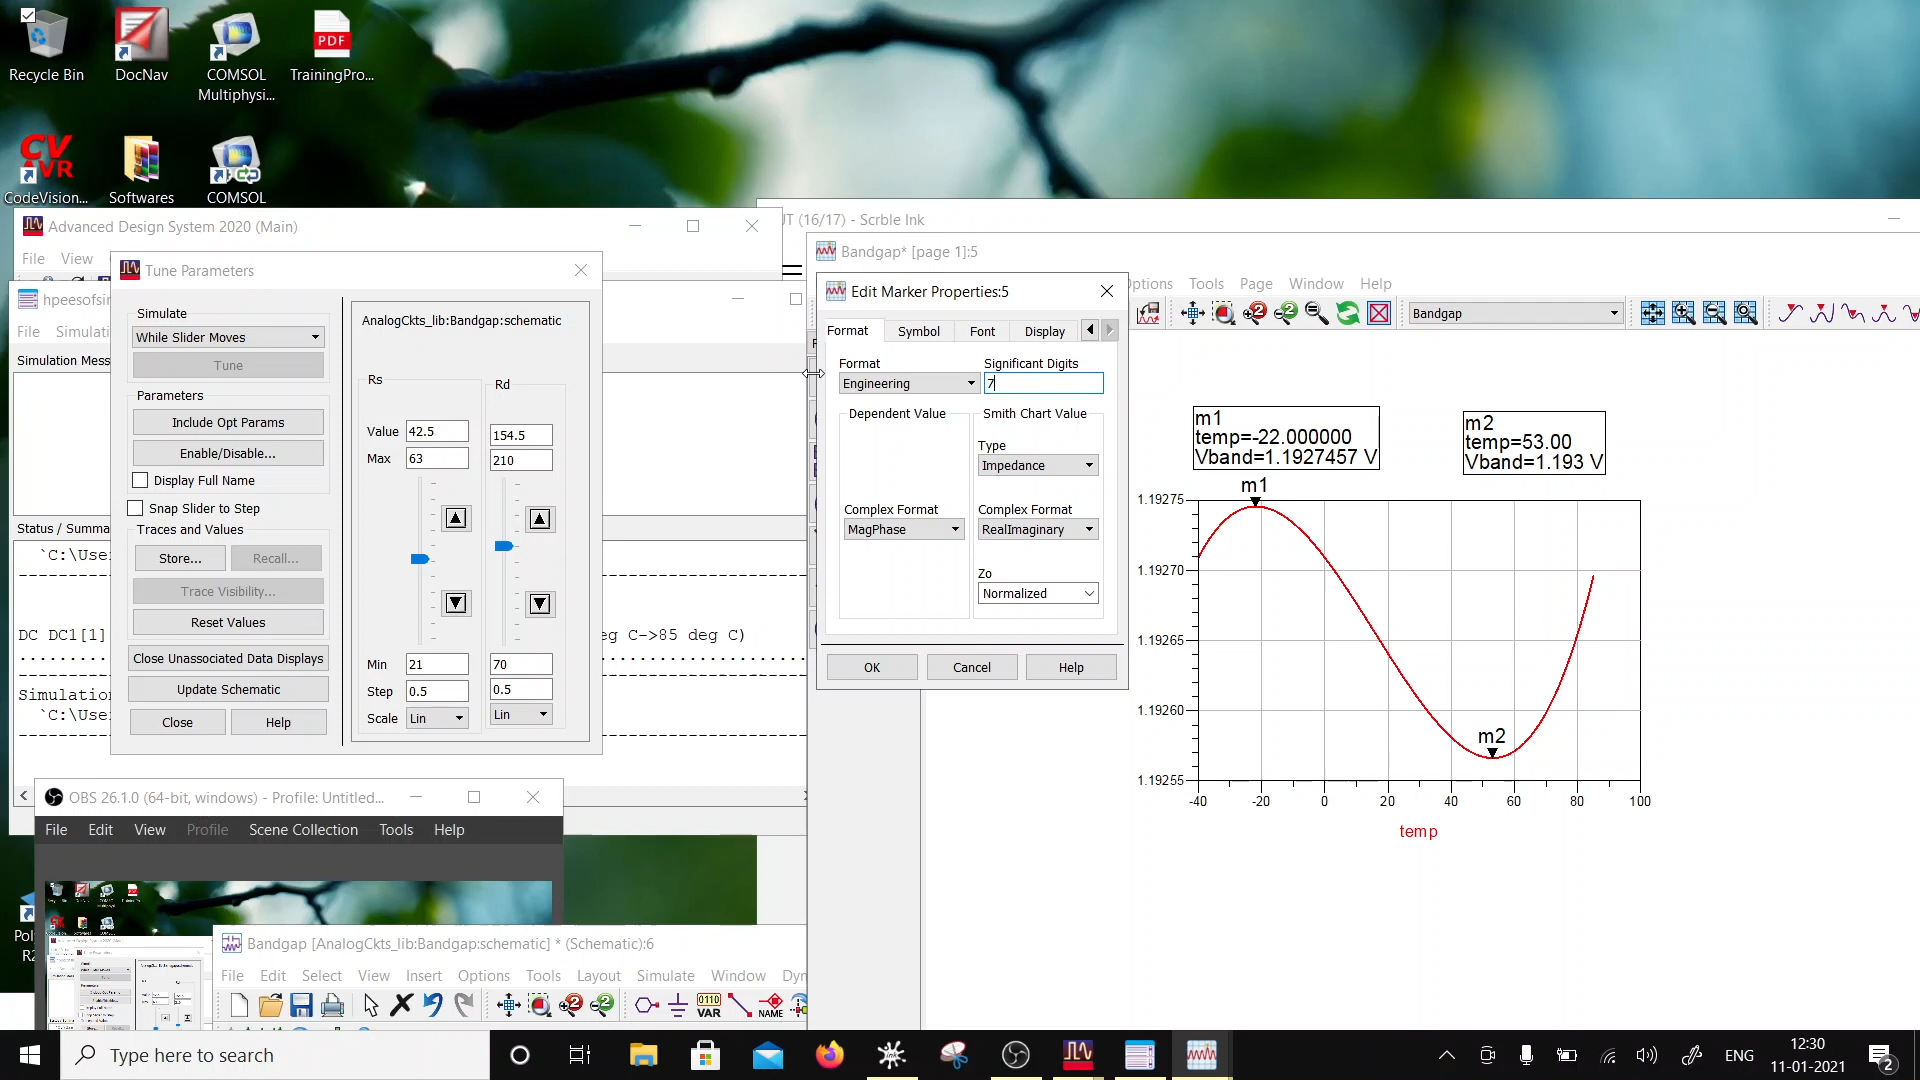 Recycle Bin
DocNav
COMSOL
Multiphysi...
TrainingPro...
CodeVision...
Softwares
COMSOL
Advanced Design System 2020 (Main)
File View
Tune Parameters
Simulate
While Slider Moves
Tune
Parameters
Include Opt Params
Enable/Disable...
Display Full Name
Snap Slider to Step
Traces and Values
Store...
Recall...
Trace Visibility...
Reset Values
Close Unassociated Data Displays
Update Schematic
Close
Help
AnalogCkts_lib:Bandgap:schematic
Rs
Rd
Value 42.5 154.5
Max 63 210
Min 21 70
Step 0.5 0.5
Scale Lin Lin
hpeesofsim
File
Simulati
Simulation Mess
Status / Summa
`C:\Use
DC DC1[1]
eg C->85 deg C)
Simulation
`C:\Use
UT (16/17) - Scrble Ink
Bandgap* [page 1]:5
Options Tools Page Window Help
Bandgap
Edit Marker Properties:5
Format Symbol Font Display
Format
Significant Digits
Engineering
7
Dependent Value
Smith Chart Value
Type
Impedance
Complex Format
Complex Format
MagPhase
RealImaginary
Zo
Normalized
OK
Cancel
Help
m1
temp=-22.000000
Vband=1.1927457 V
m2
temp=53.00
Vband=1.193 V
m1
m2
1.19275
1.19270
1.19265
1.19260
1.19255
-40 -20 0 20 40 60 80 100
temp
OBS 26.1.0 (64-bit, windows) - Profile: Untitled...
File Edit View Profile Scene Collection Tools Help
Bandgap [AnalogCkts_lib:Bandgap:schematic] * (Schematic):6
File Edit Select View Insert Options Tools Layout Simulate Window Dyn
0110
VAR
NAME
Type here to search
ENG
12:30
11-01-2021
2